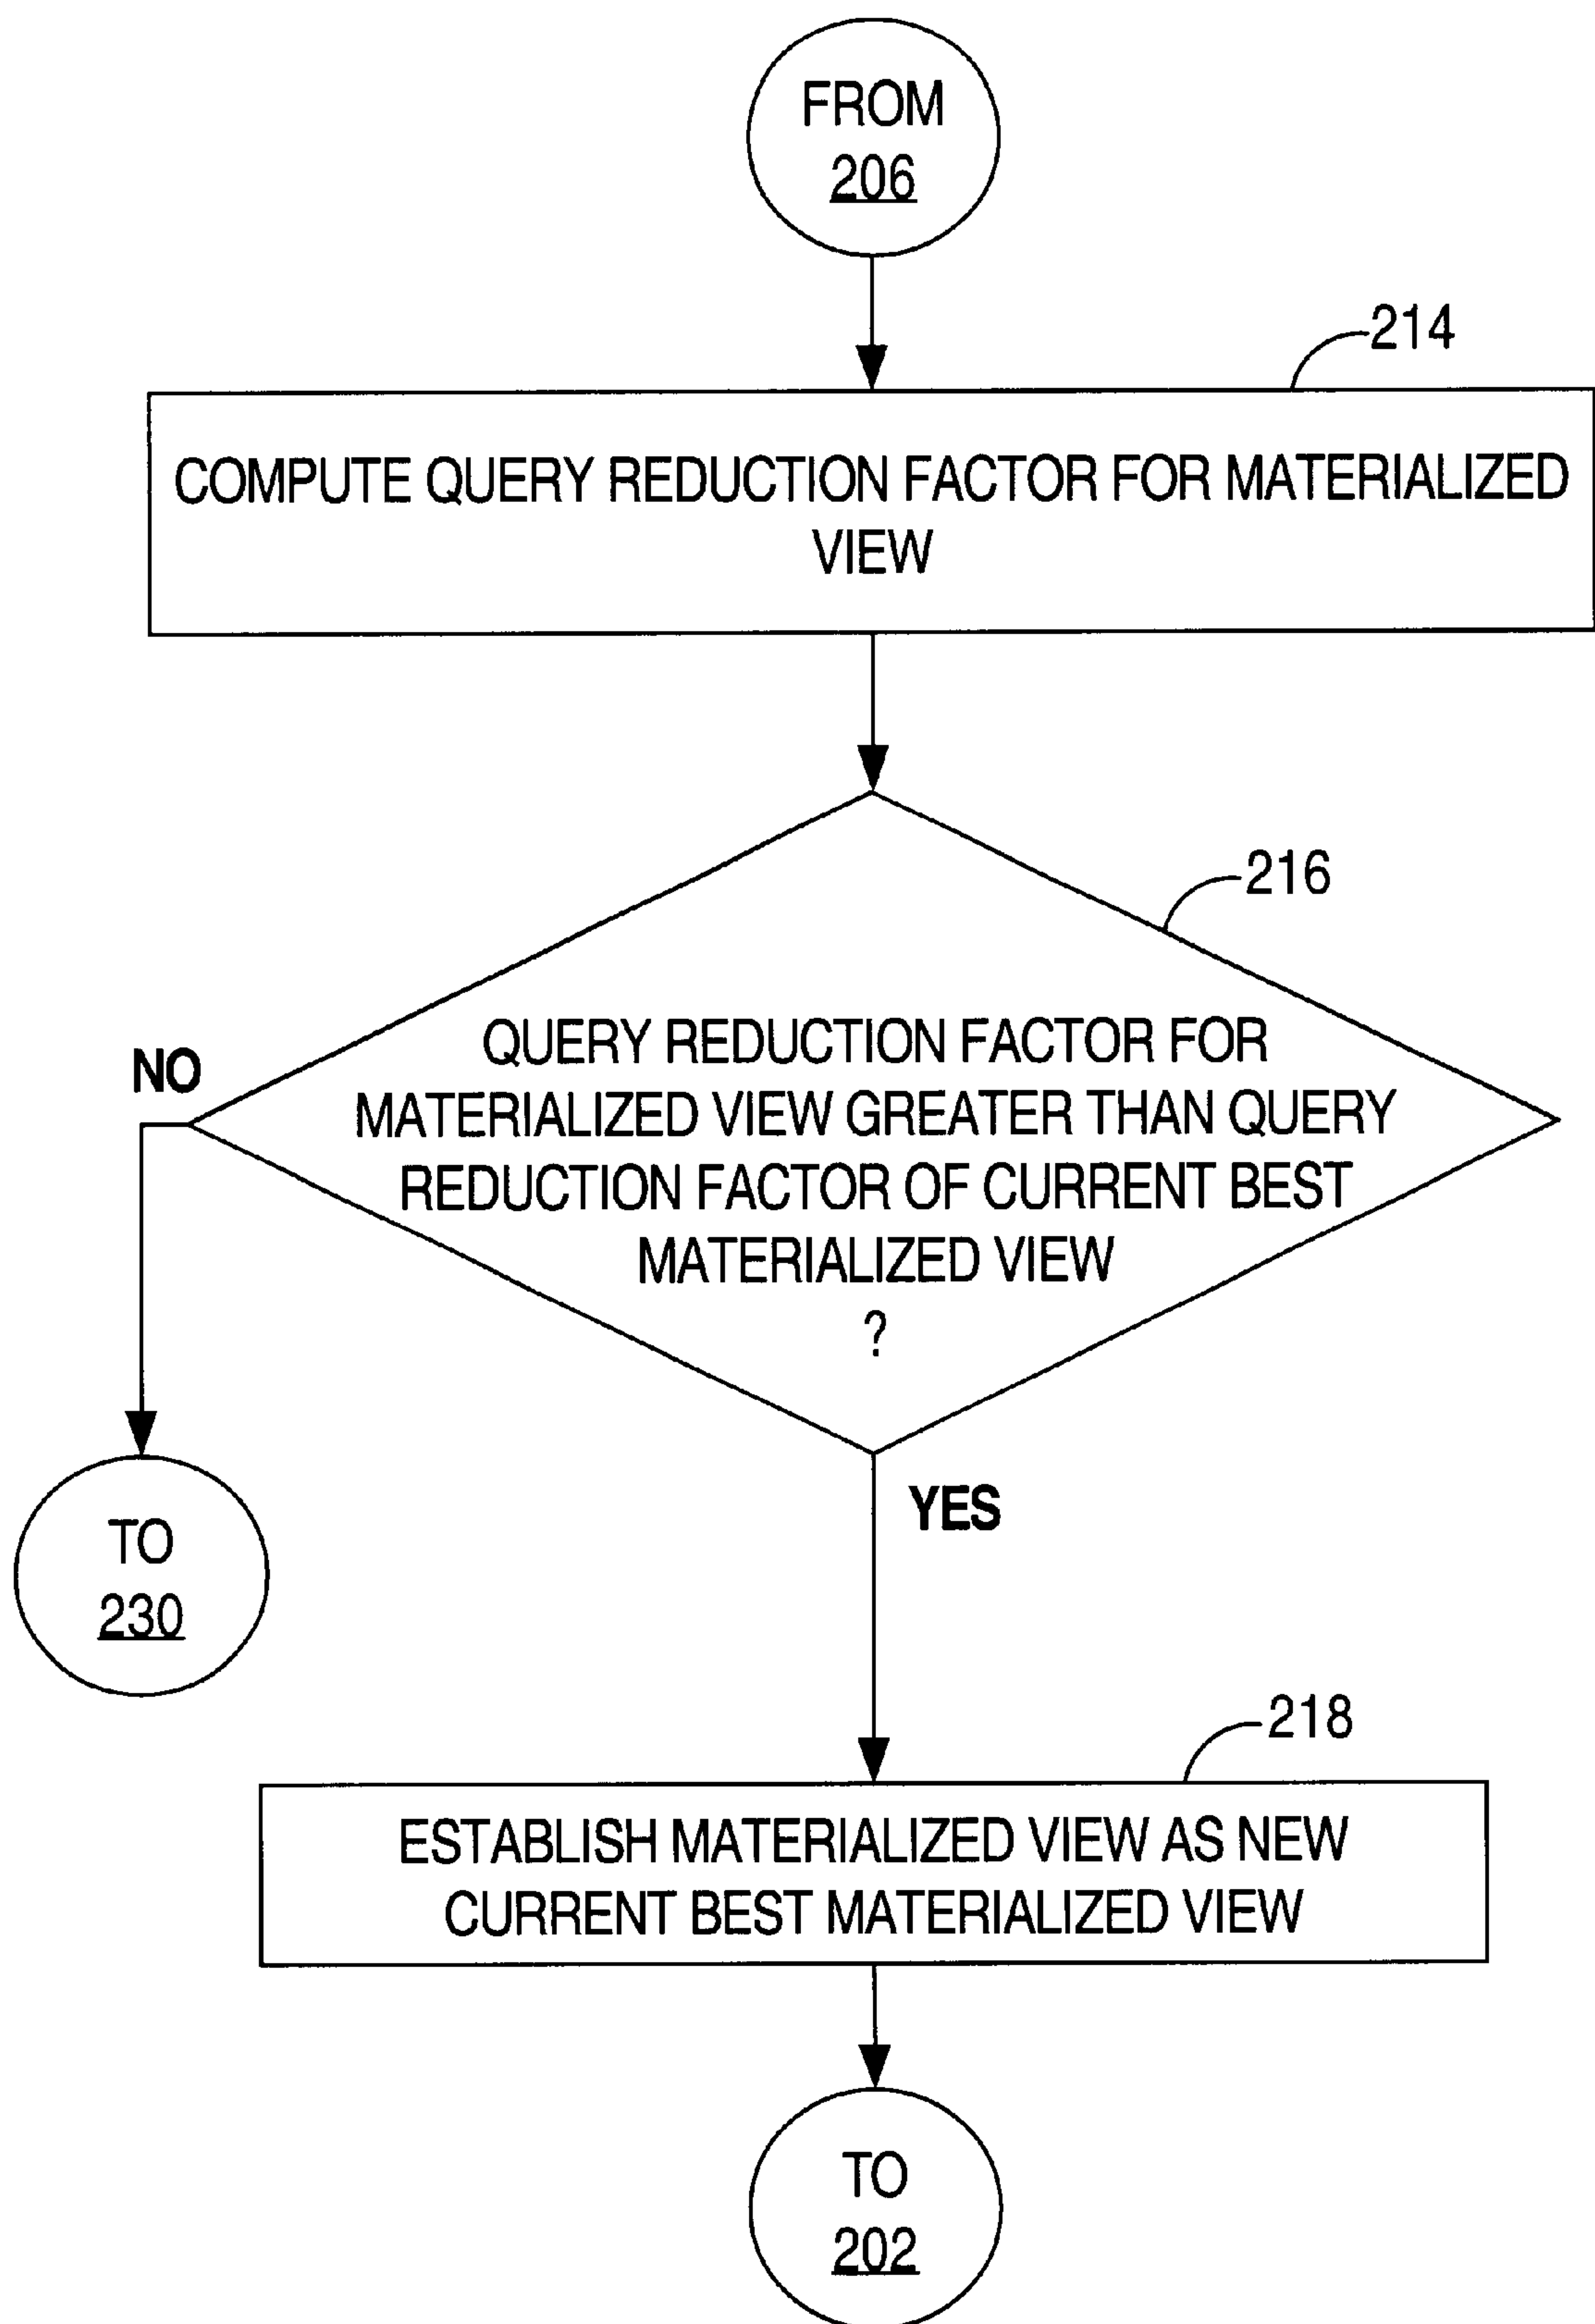 FROM
206
214
COMPUTE QUERY REDUCTION FACTOR FOR MATERIALIZED
VIEW
216
QUERY REDUCTION FACTOR FOR
MATERIALIZED VIEW GREATER THAN QUERY
REDUCTION FACTOR OF CURRENT BEST
MATERIALIZED VIEW
?
NO
YES
TO
230
218
ESTABLISH MATERIALIZED VIEW AS NEW
CURRENT BEST MATERIALIZED VIEW
TO
202